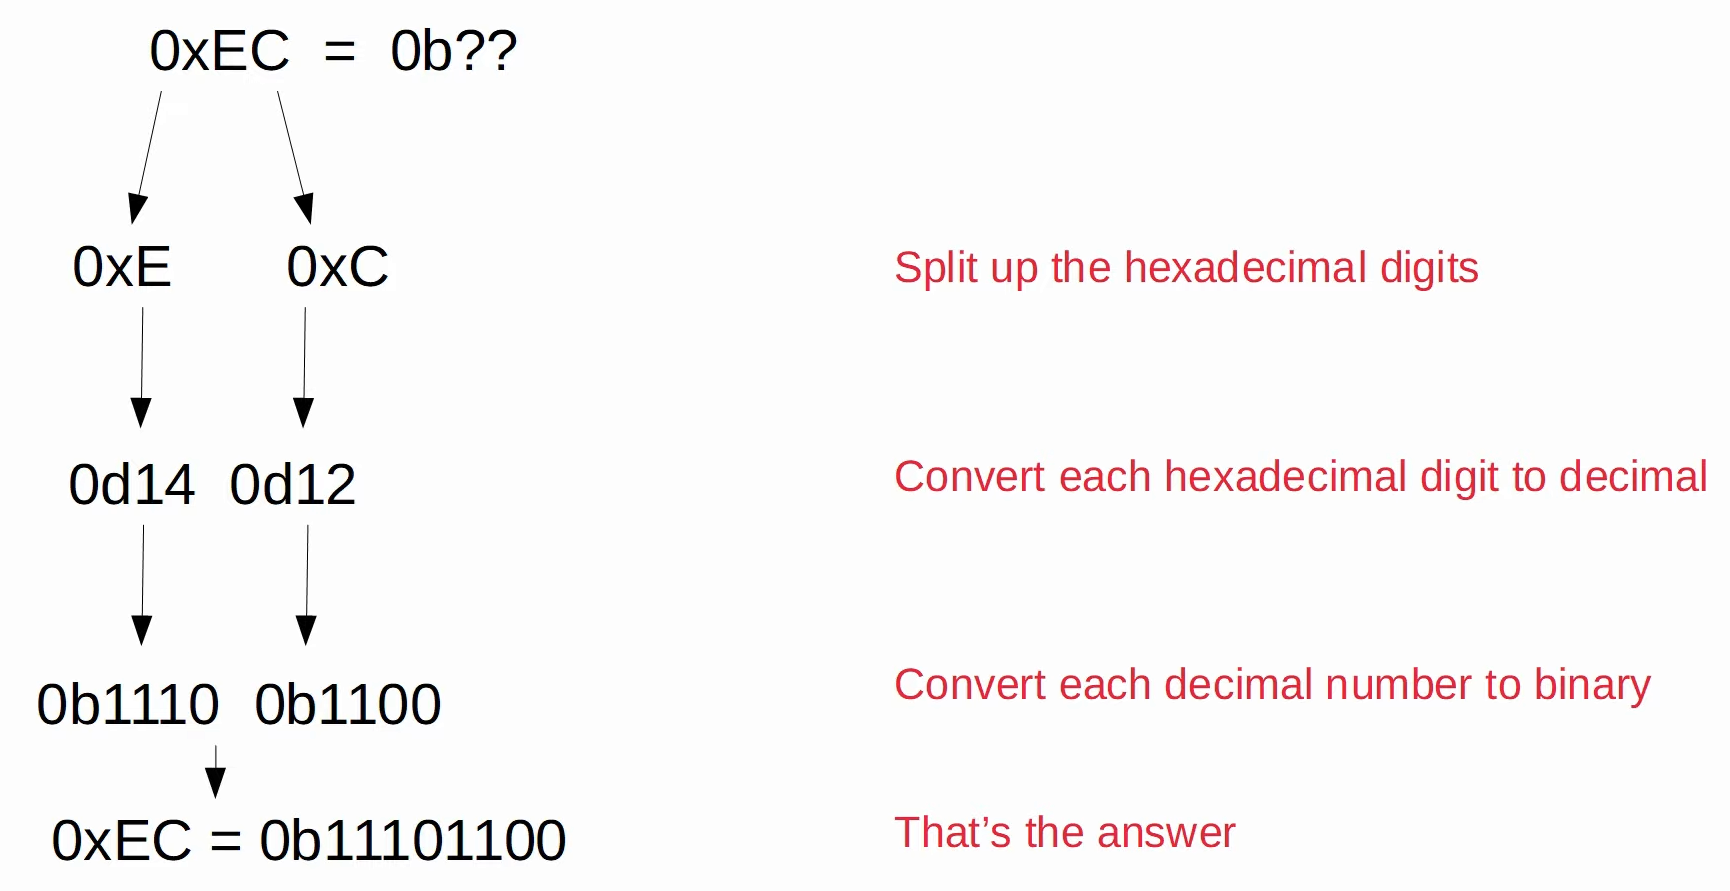 0xEC = 0b??
0xE 0xC
Split up the hexadecimal digits
0d14 0d12
Convert each hexadecimal digit to decimal
0b1110 0b1100
Convert each decimal number to binary
0xEC = 0b11101100
That’s the answer